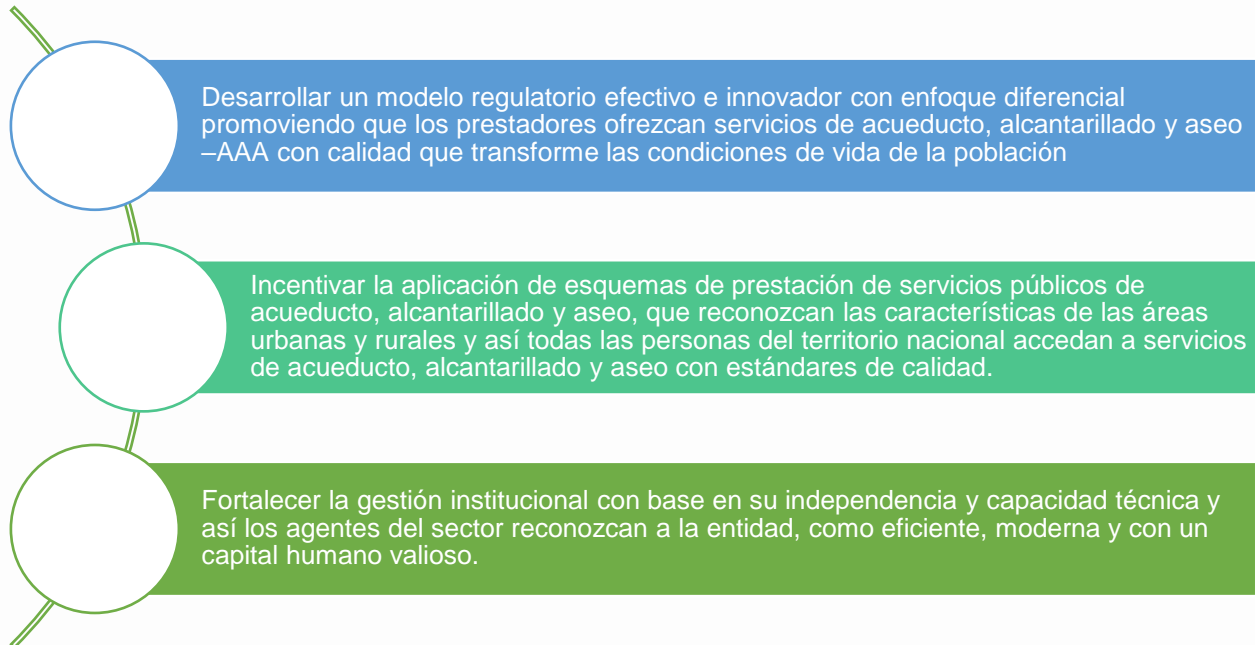 Desarrollar un modelo regulatorio efectivo e innovador con enfoque diferencial
promoviendo que los prestadores ofrezcan servicios de acueducto, alcantarillado y aseo
–AAA con calidad que transforme las condiciones de vida de la población
Incentivar la aplicación de esquemas de prestación de servicios públicos de
acueducto, alcantarillado y aseo, que reconozcan las características de las áreas
urbanas y rurales y así todas las personas del territorio nacional accedan a servicios
de acueducto, alcantarillado y aseo con estándares de calidad.
Fortalecer la gestión institucional con base en su independencia y capacidad técnica y
así los agentes del sector reconozcan a la entidad, como eficiente, moderna y con un
capital humano valioso.